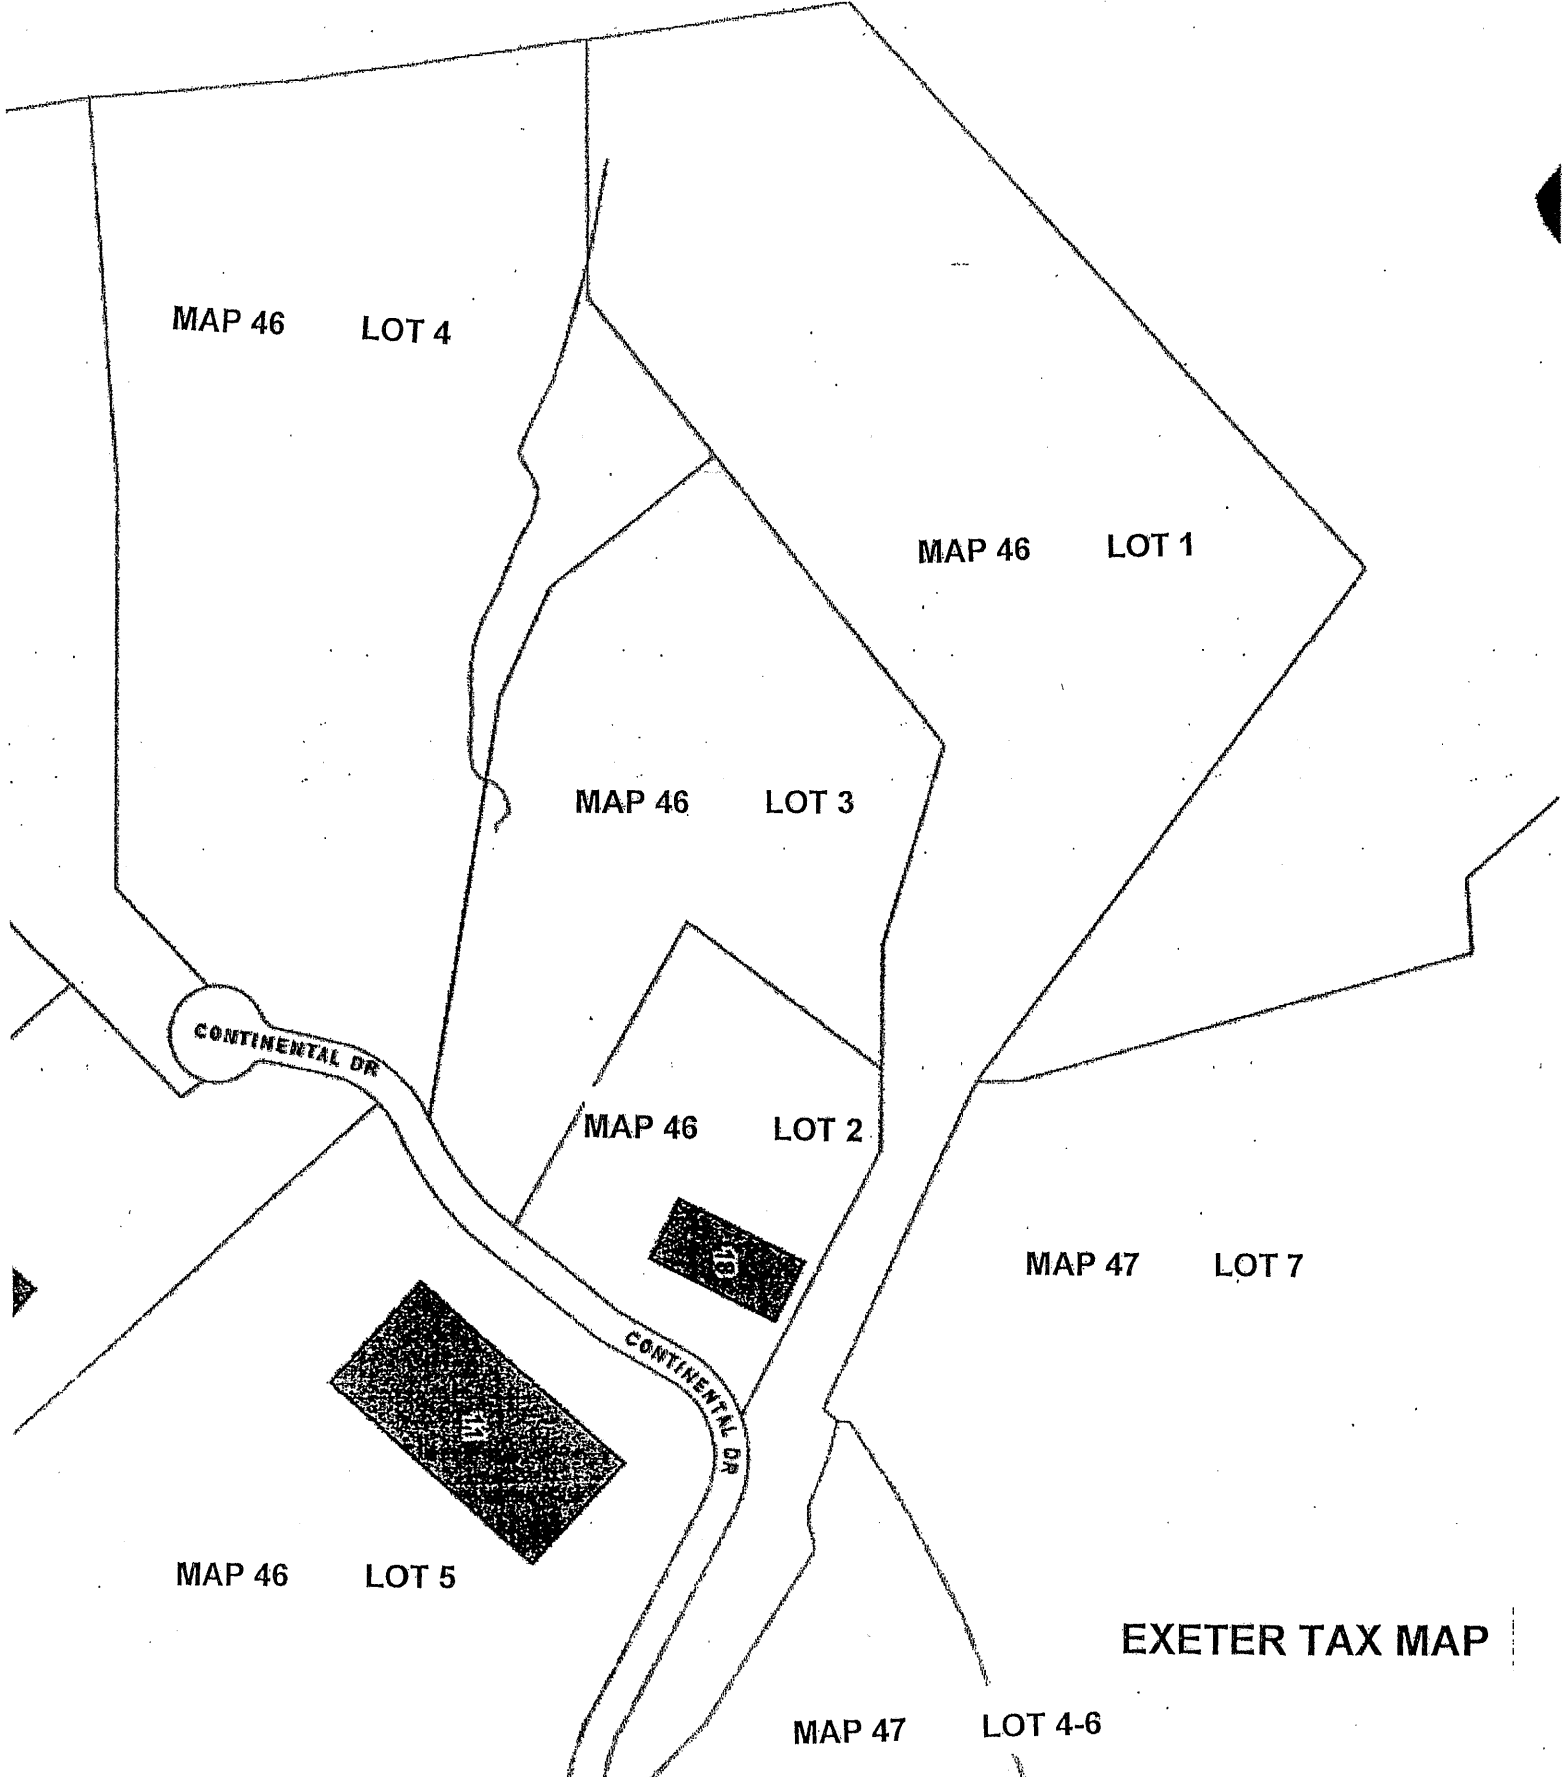 MAP 46 LOT 4
MAP 46 LOT 1
MAP 46 LOT 3
CONTINENTAL DR
MAP 46 LOT 2
18
MAP 47 LOT 7
CONTINENTAL DR
11
MAP 46 LOT 5
EXETER TAX MAP
MAP 47 LOT 4-6